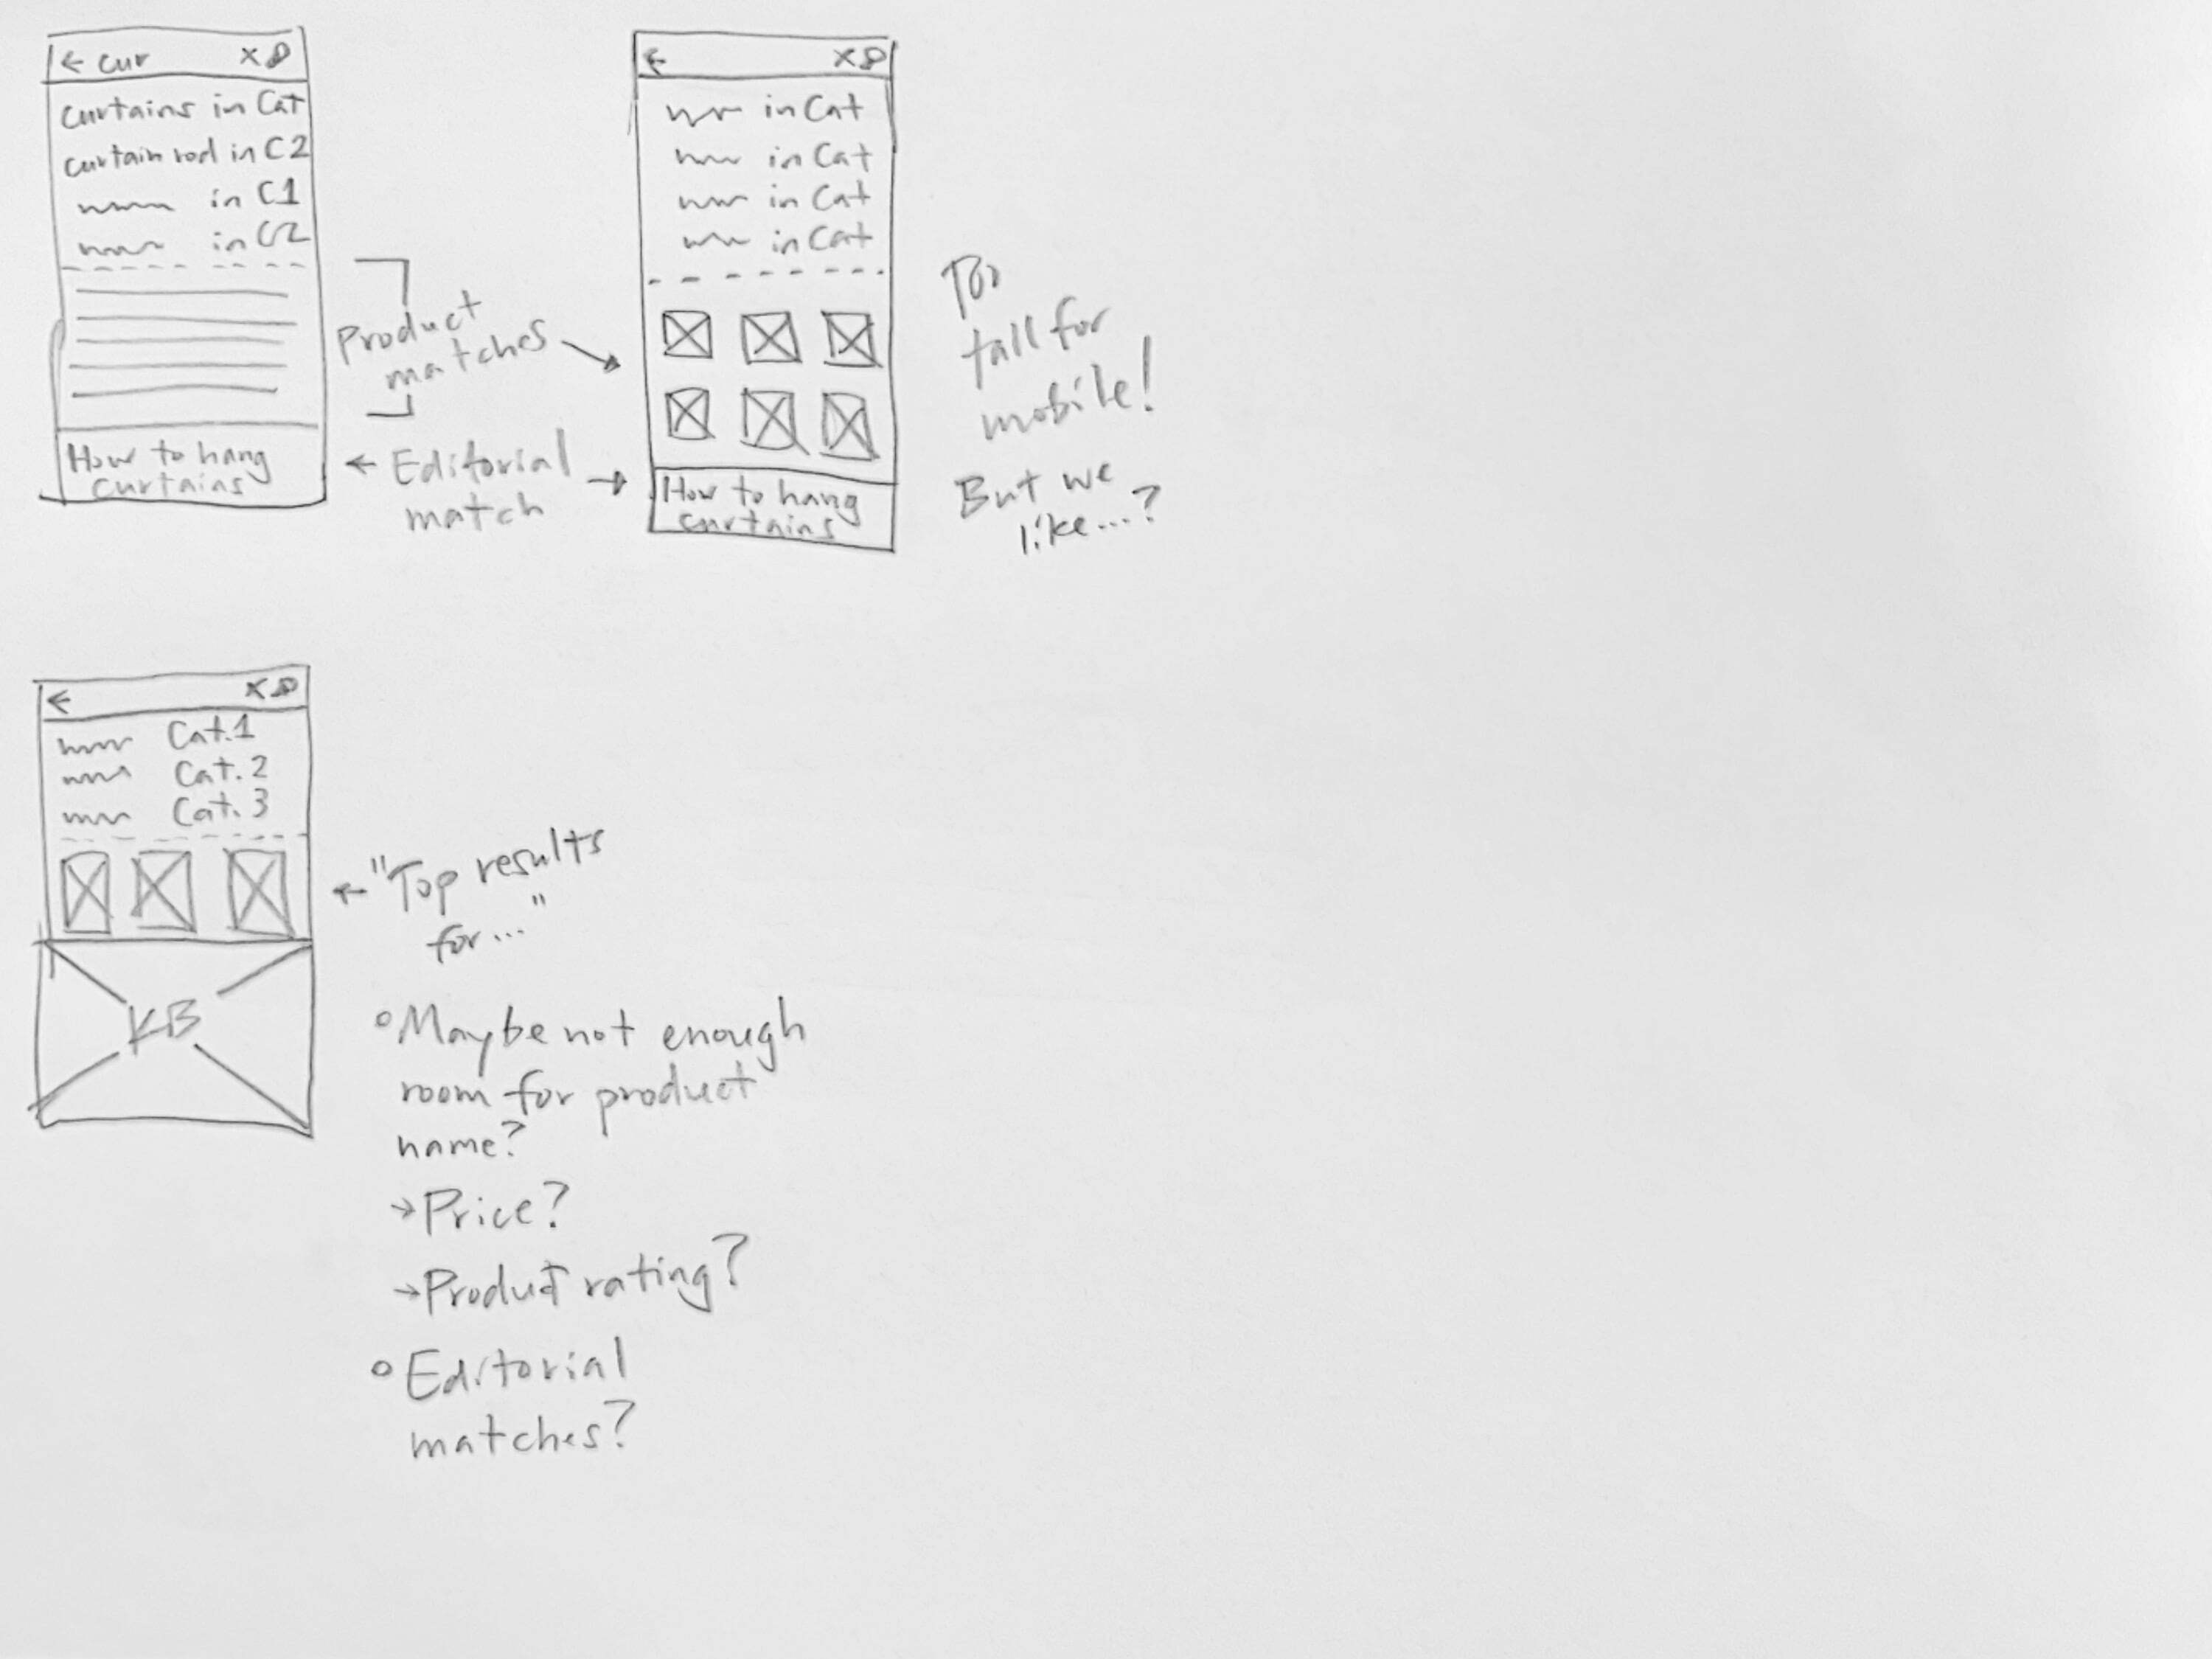 ← cur X
curtains in Cat
curtain rod in C2
in C1
in C2
How to hang
curtains
Product
matches
← Editorial →
match
← X
in Cat
in Cat
in Cat
in Cat
How to hang
curtains
Too
tall for
mobile!
But we
like...?
← X
Cat.1
Cat.2
Cat.3
KB
← "Top results
for..."
Maybe not enough
room for product
name?
→ Price?
→ Product rating?
Editorial
matches?